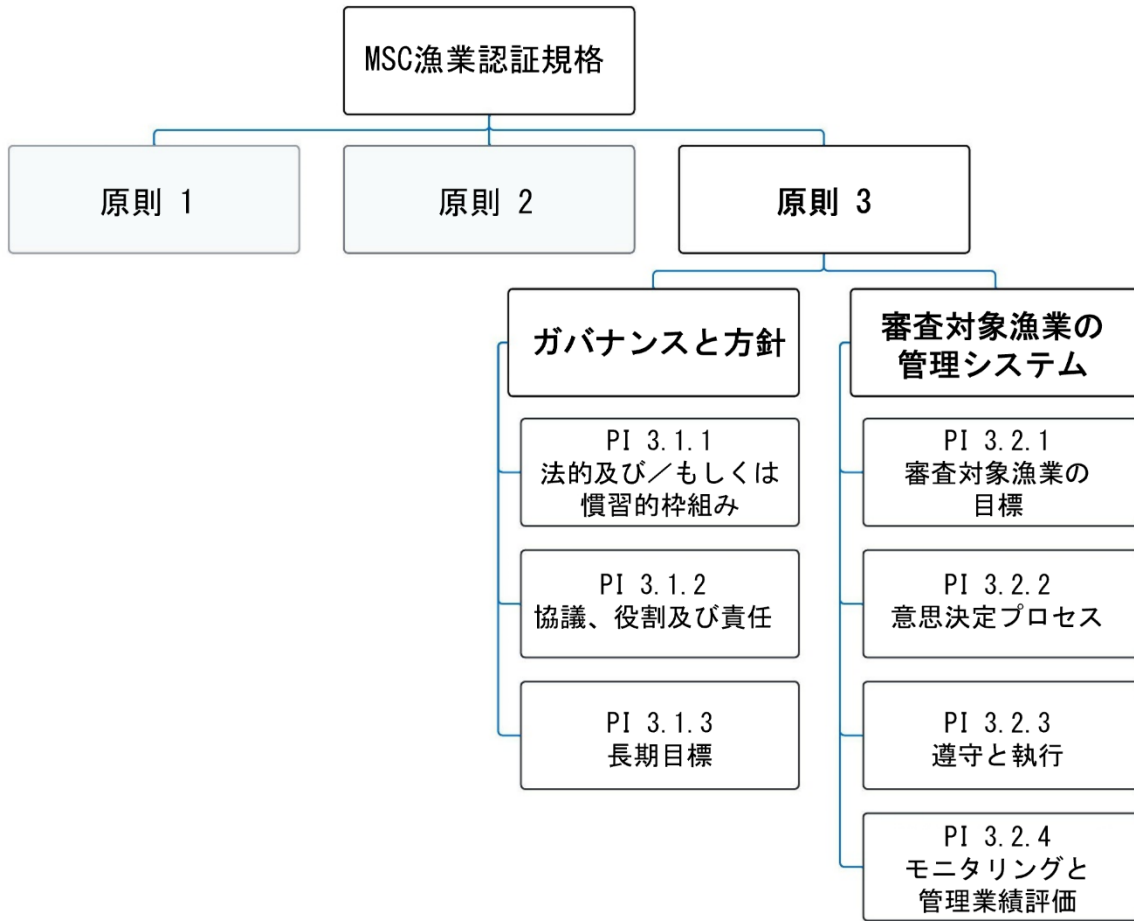 MSC漁業認証規格
原則 1
原則 2
原則 3
ガバナンスと方針
PI 3.1.1
法的及び／もしくは
慣習的枠組み
PI 3.1.2
協議、役割及び責任
PI 3.1.3
長期目標
審査対象漁業の
管理システム
PI 3.2.1
審査対象漁業の
目標
PI 3.2.2
意思決定プロセス
PI 3.2.3
遵守と執行
PI 3.2.4
モニタリングと
管理業績評価